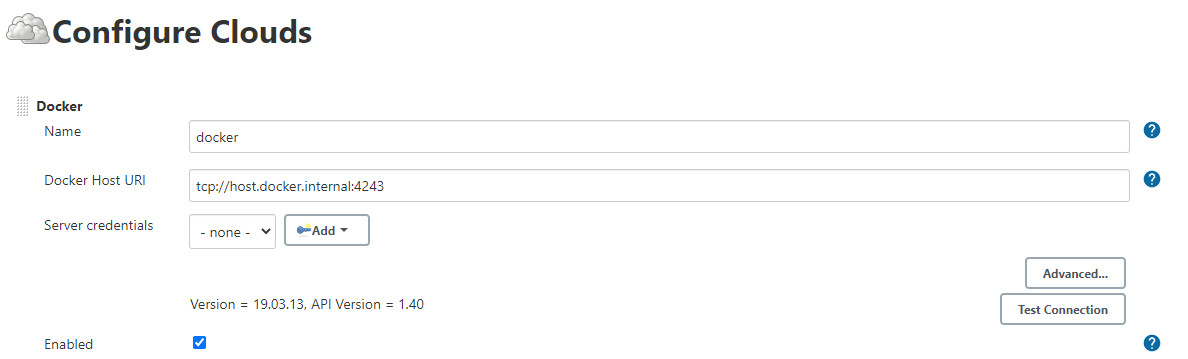 Configure Clouds
Docker
Name
docker
?
Docker Host URI
tcp://host.docker.internal:4243
?
Server credentials
- none -
Add
Advanced...
Version = 19.03.13, API Version = 1.40
Test Connection
Enabled
?